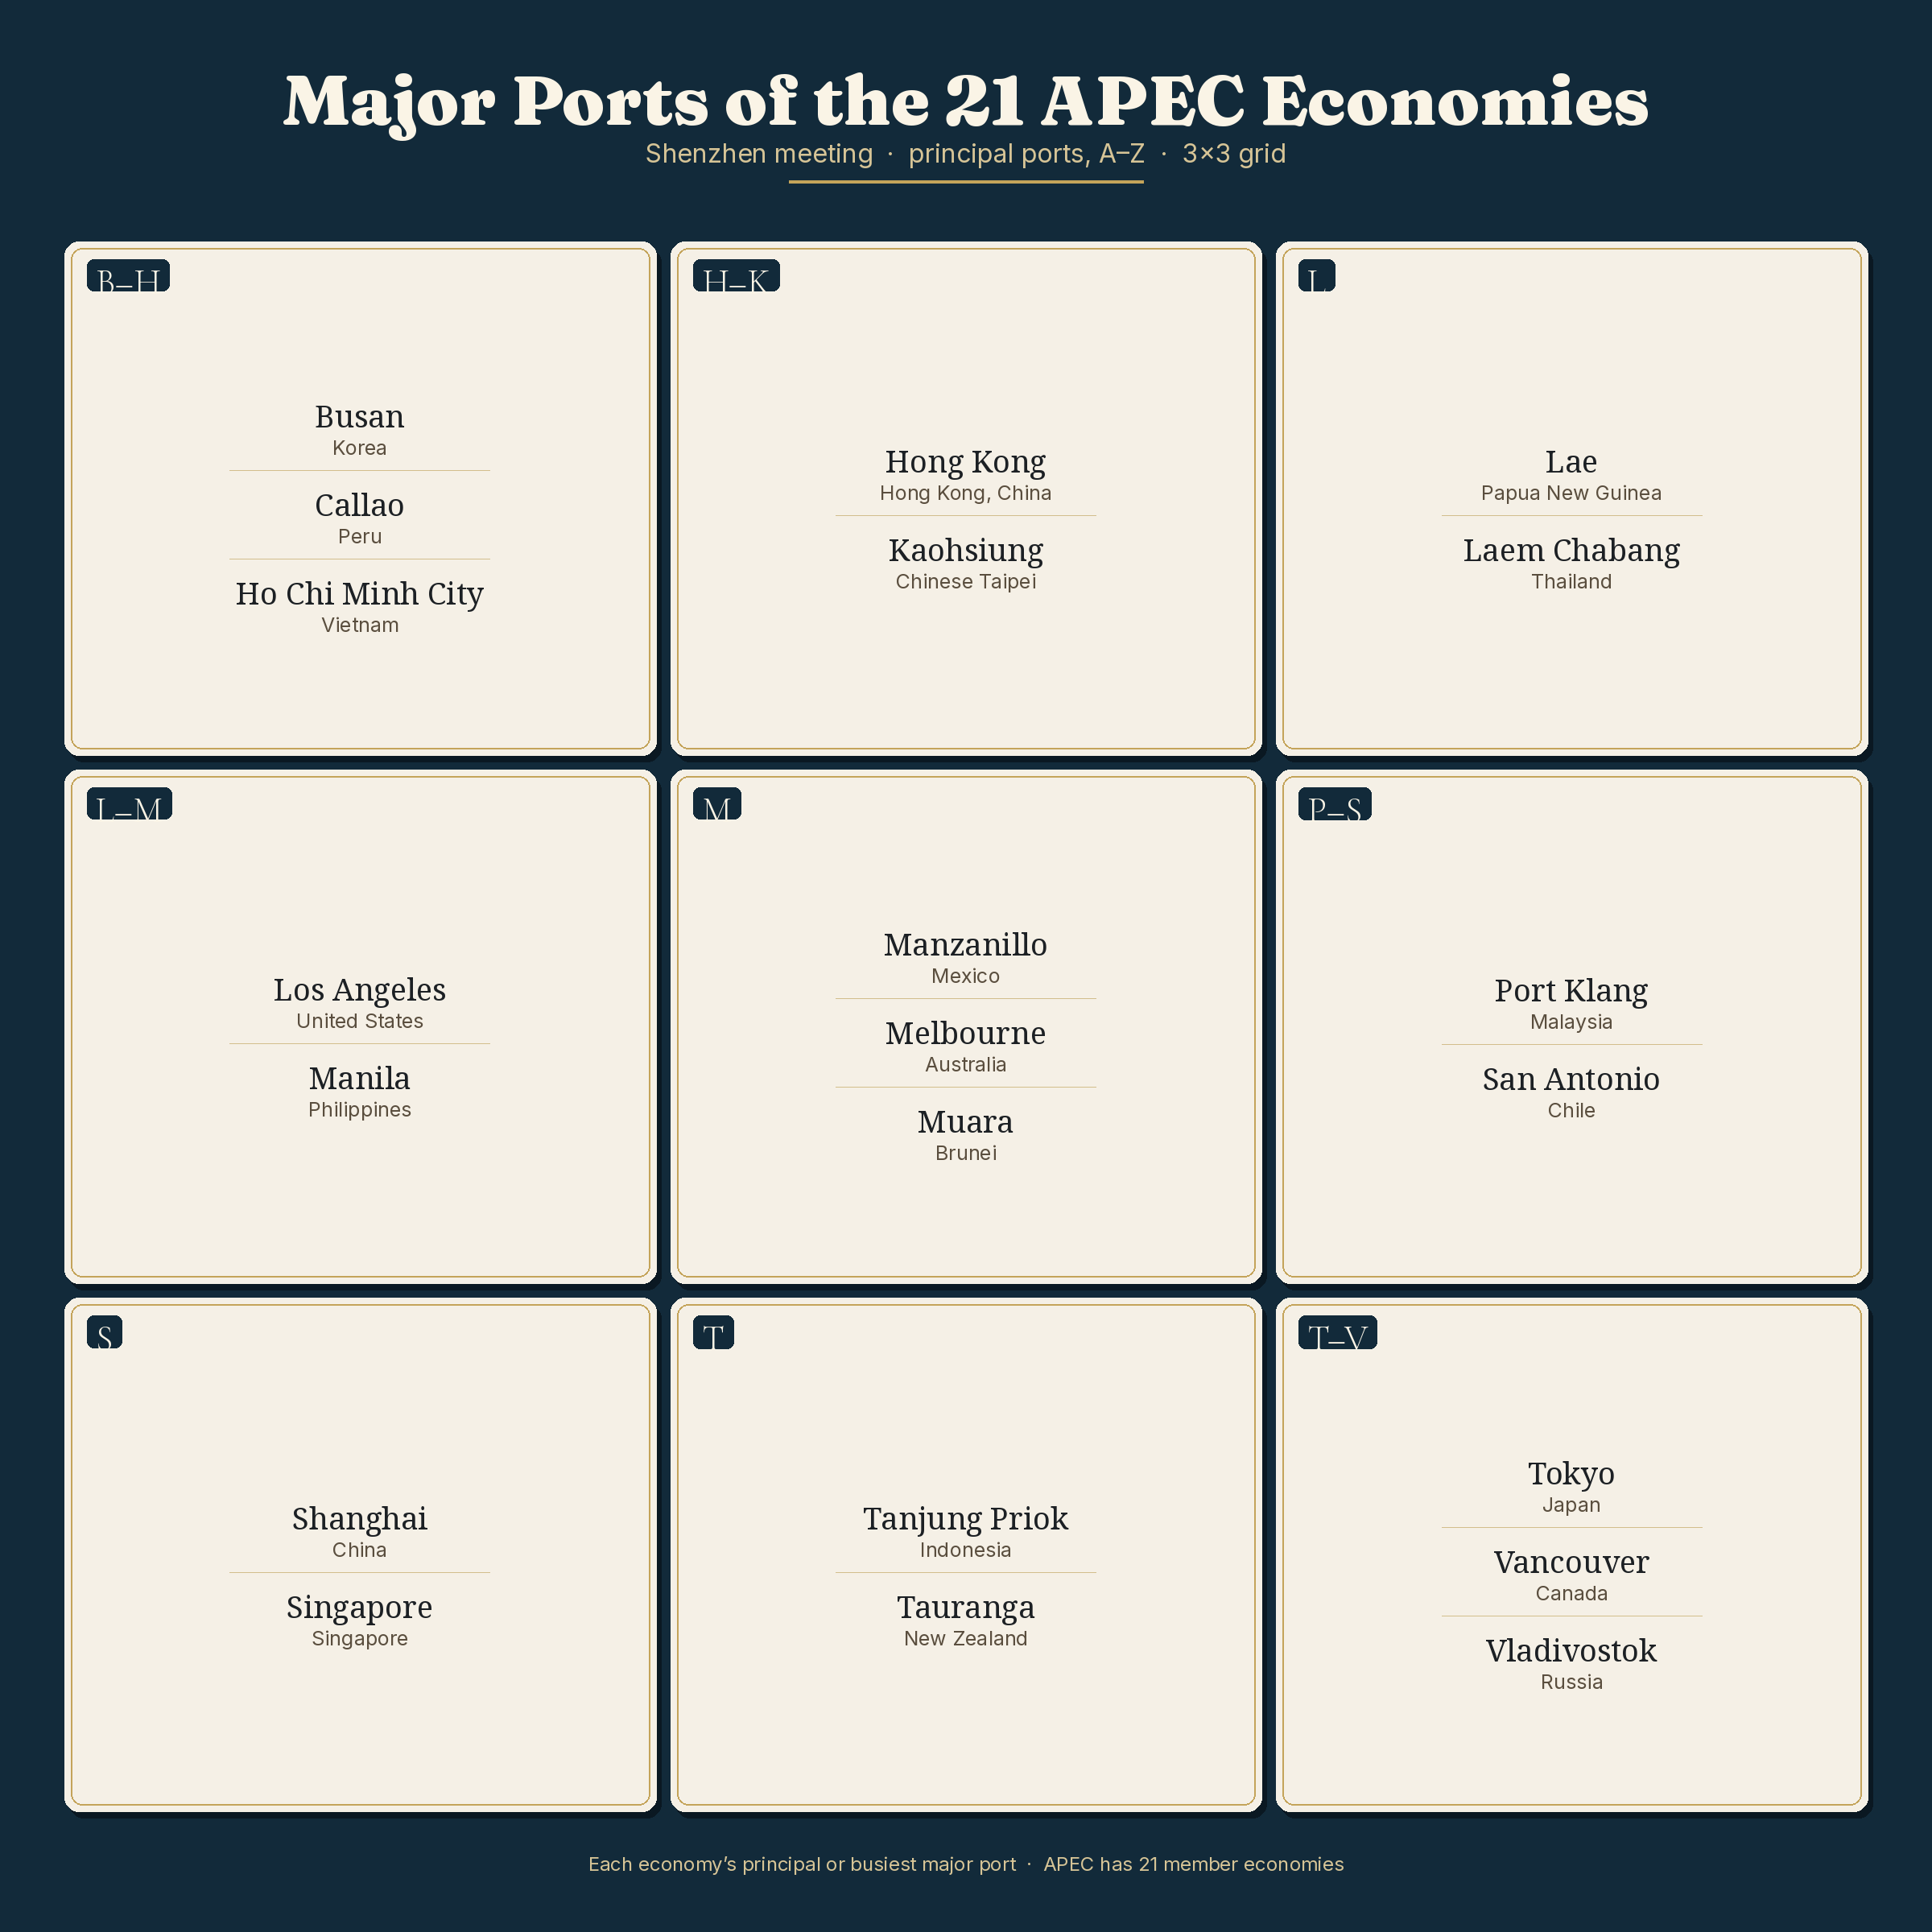 Major Ports of the 21 APEC Economies
Shenzhen meeting · principal ports, A–Z · 3×3 grid
B–H
Busan
Korea
Callao
Peru
Ho Chi Minh City
Vietnam
H–K
Hong Kong
Hong Kong, China
Kaohsiung
Chinese Taipei
L
Lae
Papua New Guinea
Laem Chabang
Thailand
L–M
Los Angeles
United States
Manila
Philippines
M
Manzanillo
Mexico
Melbourne
Australia
Muara
Brunei
P–S
Port Klang
Malaysia
San Antonio
Chile
S
Shanghai
China
Singapore
Singapore
T
Tanjung Priok
Indonesia
Tauranga
New Zealand
T–V
Tokyo
Japan
Vancouver
Canada
Vladivostok
Russia
Each economy’s principal or busiest major port · APEC has 21 member economies